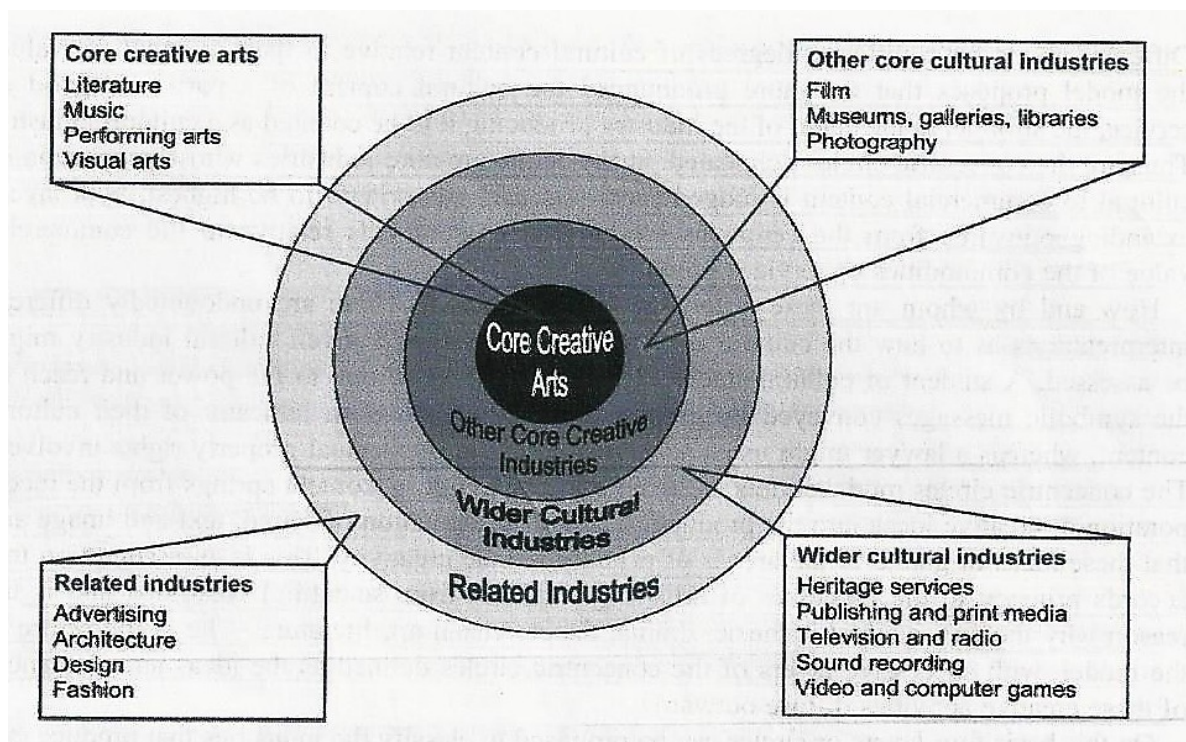 Core creative arts
Literature
Music
Performing arts
Visual arts
Other core cultural industries
Film
Museums, galleries, libraries
Photography
Core Creative
Arts
Other Core Creative
Industries
Wider Cultural
Industries
Related Industries
Related industries
Advertising
Architecture
Design
Fashion
Wider cultural industries
Heritage services
Publishing and print media
Television and radio
Sound recording
Video and computer games